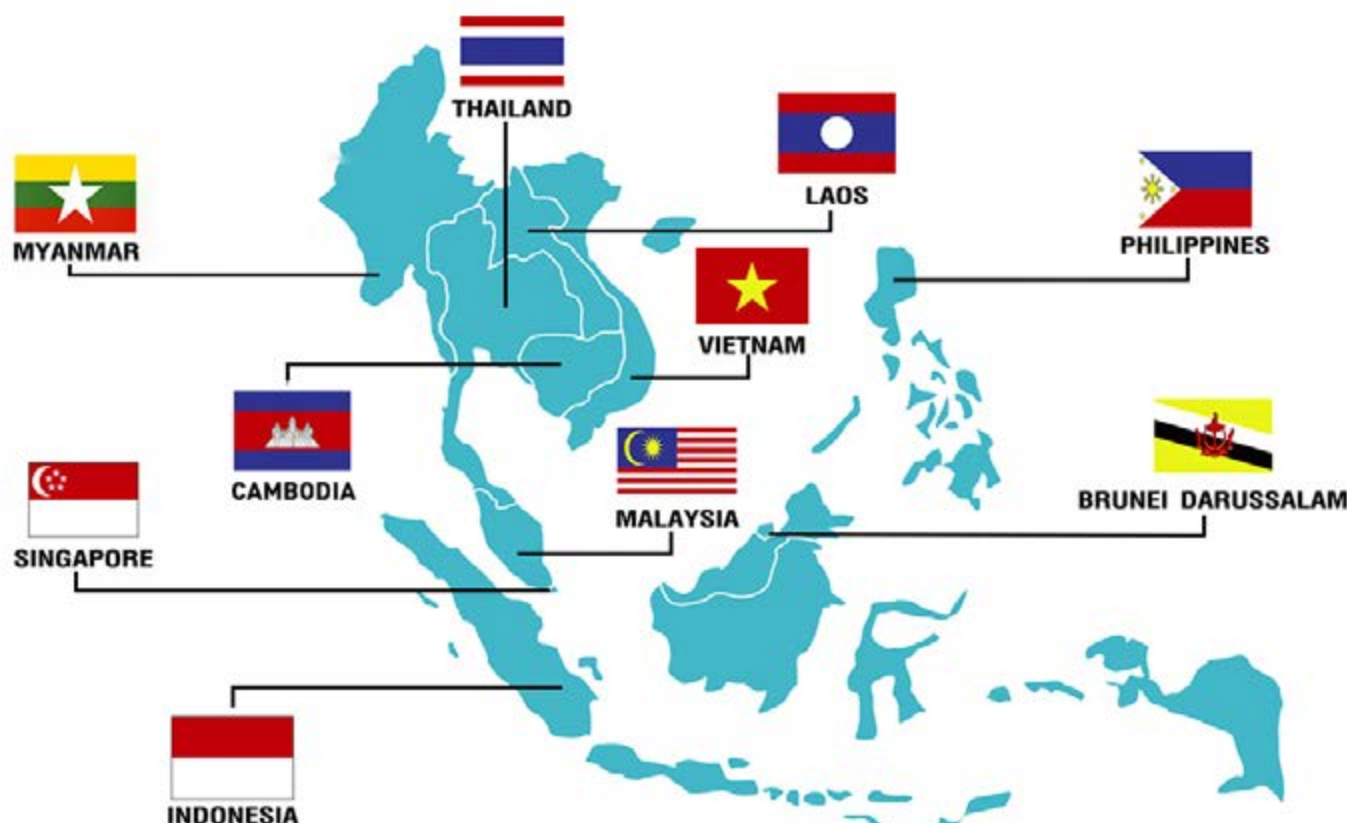 THAILAND
LAOS
MYANMAR
PHILIPPINES
VIETNAM
CAMBODIA
MALAYSIA
BRUNEI DARUSSALAM
SINGAPORE
INDONESIA